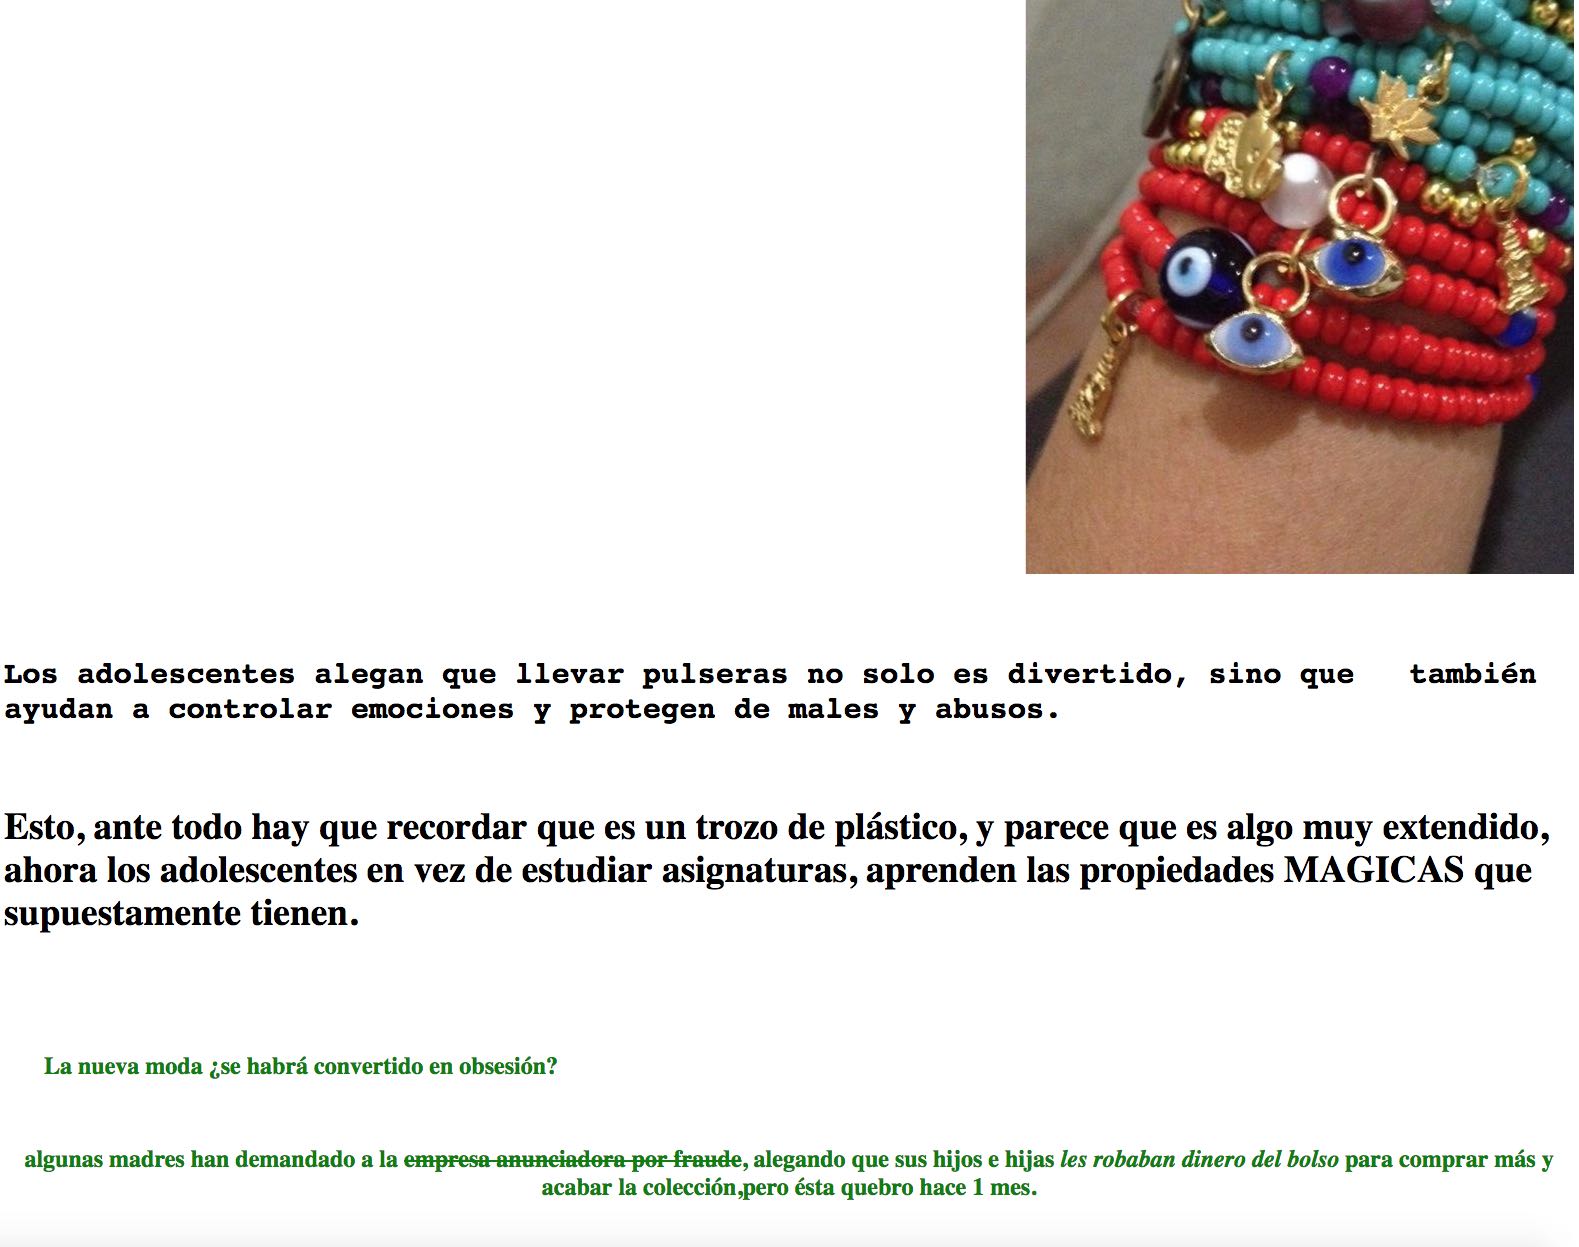 Los adolescentes alegan que llevar pulseras no solo es divertido, sino que   también
ayudan a controlar emociones y protegen de males y abusos.
Esto, ante todo hay que recordar que es un trozo de plástico, y parece que es algo muy extendido,
ahora los adolescentes en vez de estudiar asignaturas, aprenden las propiedades MAGICAS que
supuestamente tienen.
La nueva moda ¿se habrá convertido en obsesión?
algunas madres han demandado a la empresa anunciadora por fraude, alegando que sus hijos e hijas les robaban dinero del bolso para comprar más y
acabar la colección,pero ésta quebro hace 1 mes.